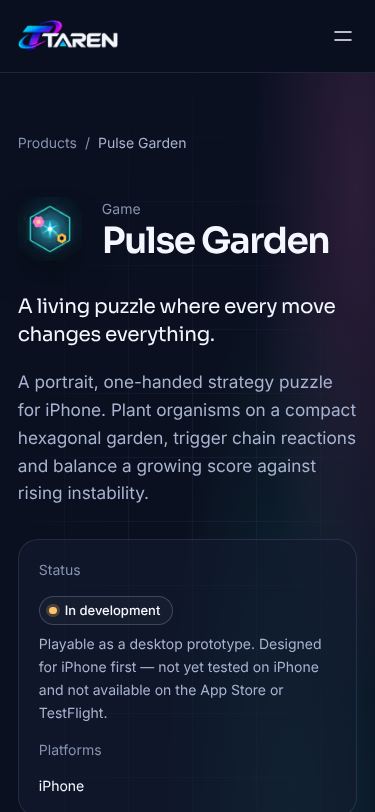 TAREN
Products / Pulse Garden
Game
Pulse Garden
A living puzzle where every move
changes everything.
A portrait, one-handed strategy puzzle
for iPhone. Plant organisms on a compact
hexagonal garden, trigger chain reactions
and balance a growing score against
rising instability.
Status
In development
Playable as a desktop prototype. Designed
for iPhone first — not yet tested on iPhone
and not available on the App Store or
TestFlight.
Platforms
iPhone